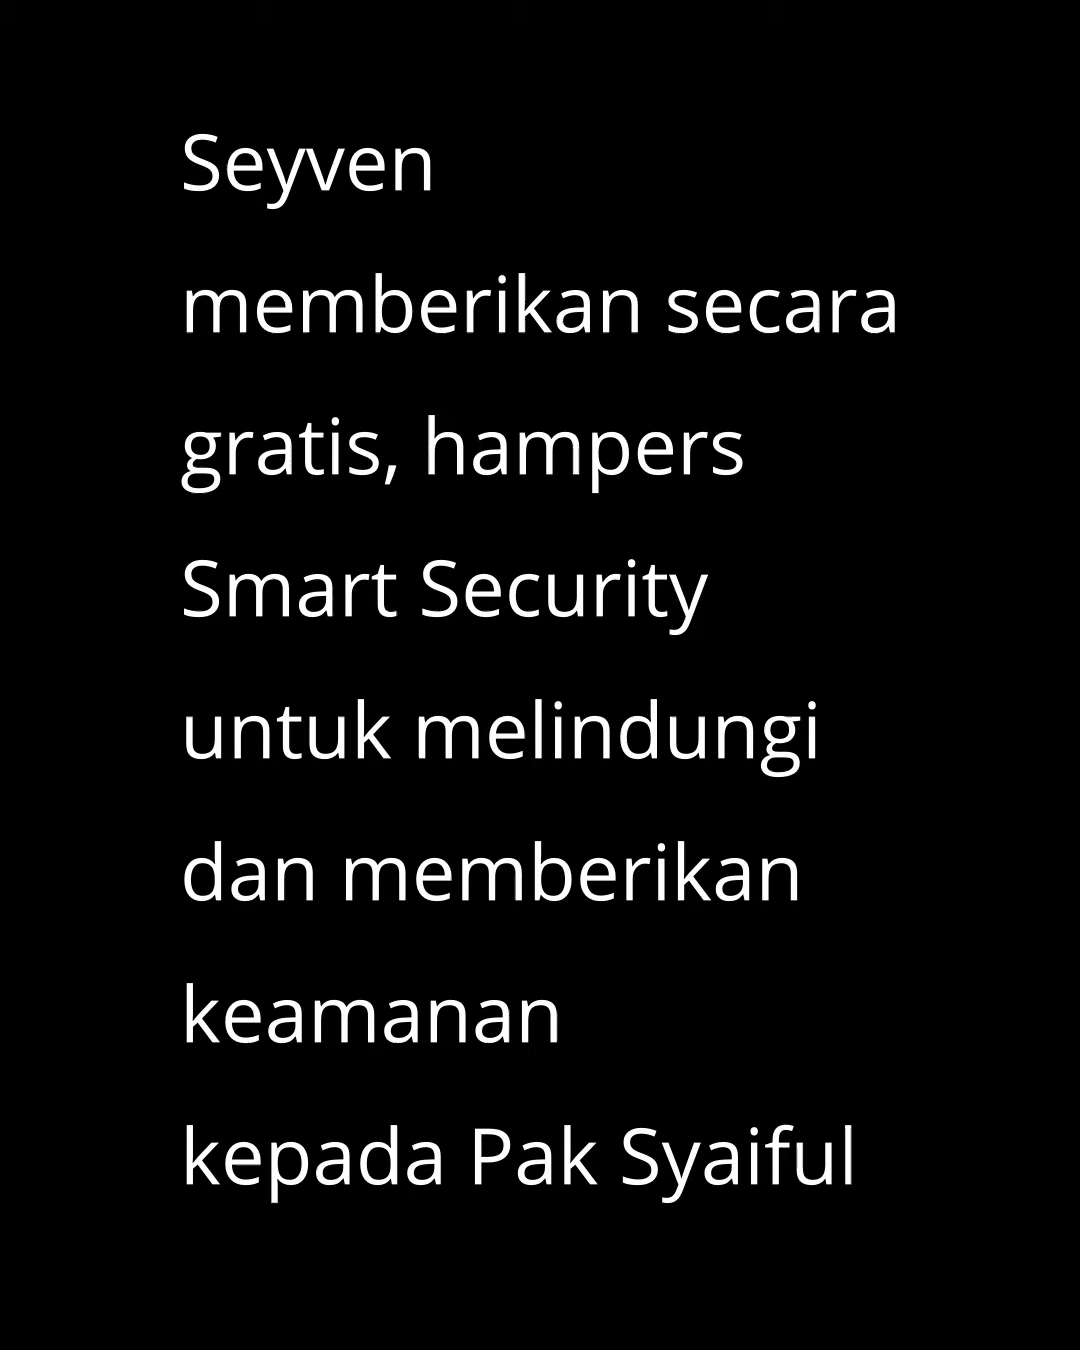 Seyven
memberikan secara
gratis, hampers
Smart Security
untuk melindungi
dan memberikan
keamanan
kepada Pak Syaiful